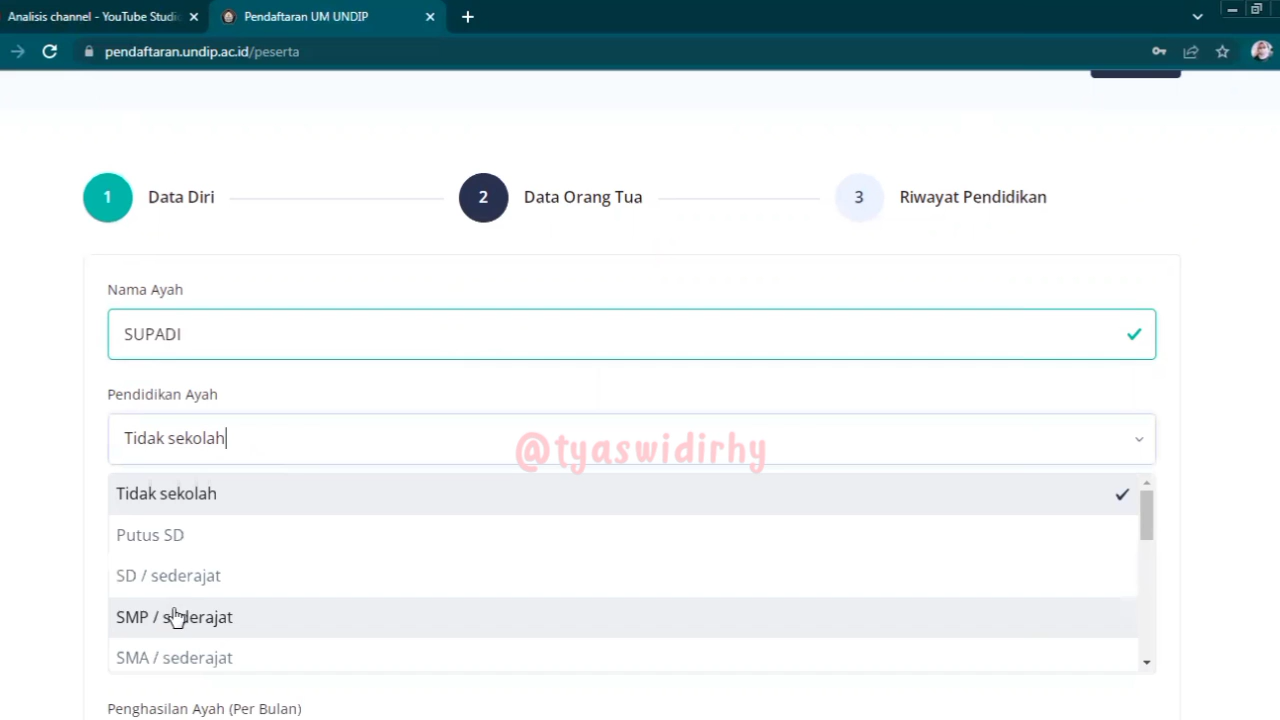 Analisis channel - YouTube Studi
Pendaftaran UM UNDIP
pendaftaran.undip.ac.id/peserta
1 Data Diri
2 Data Orang Tua
3 Riwayat Pendidikan
Nama Ayah
SUPADI
Pendidikan Ayah
Tidak sekolah
@tyaswidirhy
Tidak sekolah
Putus SD
SD / sederajat
SMP / sederajat
SMA / sederajat
Penghasilan Ayah (Per Bulan)